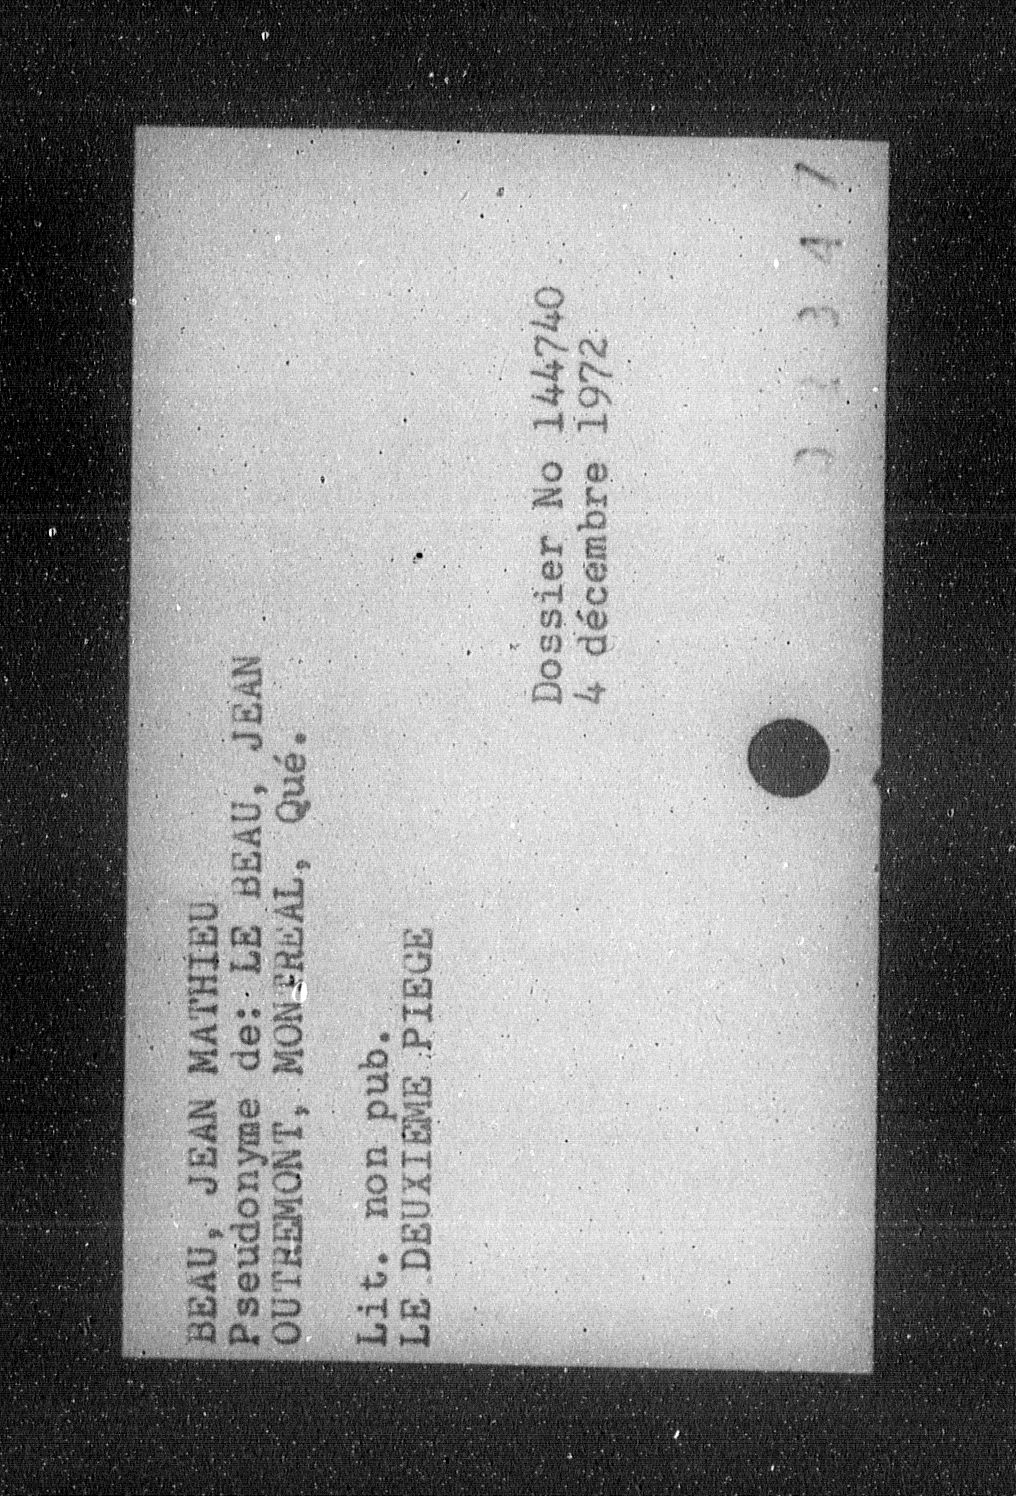 BEAU, JEAN MATHIEU
Pseudonyme de: LE BEAU, JEAN
OUTREMONT, MONTREAL, Qué.
Lit. non pub.
LE DEUXIEME PIEGE
Dossier No 144740
4 décembre 1972